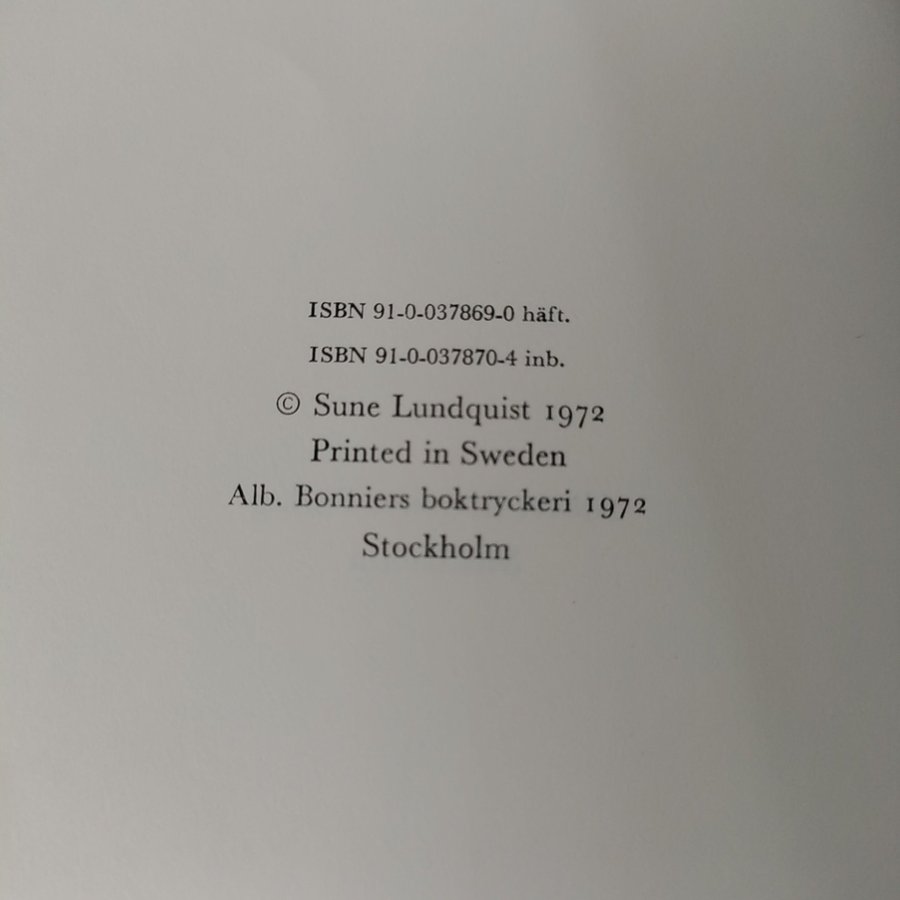 ISBN 91-0-037869-0 häft.
ISBN 91-0-037870-4 inb.
© Sune Lundquist 1972
Printed in Sweden
Alb. Bonniers boktryckeri 1972
Stockholm